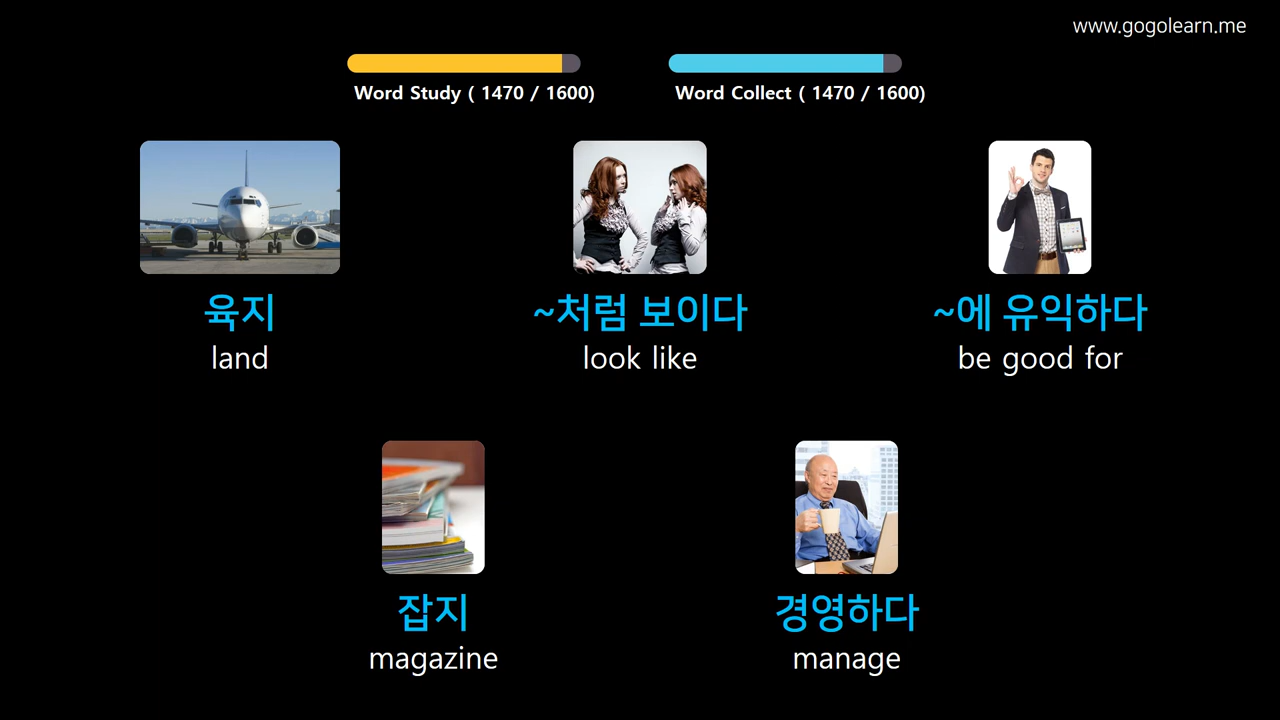 www.gogolearn.me
Word Study ( 1470 / 1600)
Word Collect ( 1470 / 1600)
육지
land
~처럼 보이다
look like
~에 유익하다
be good for
잡지
magazine
경영하다
manage